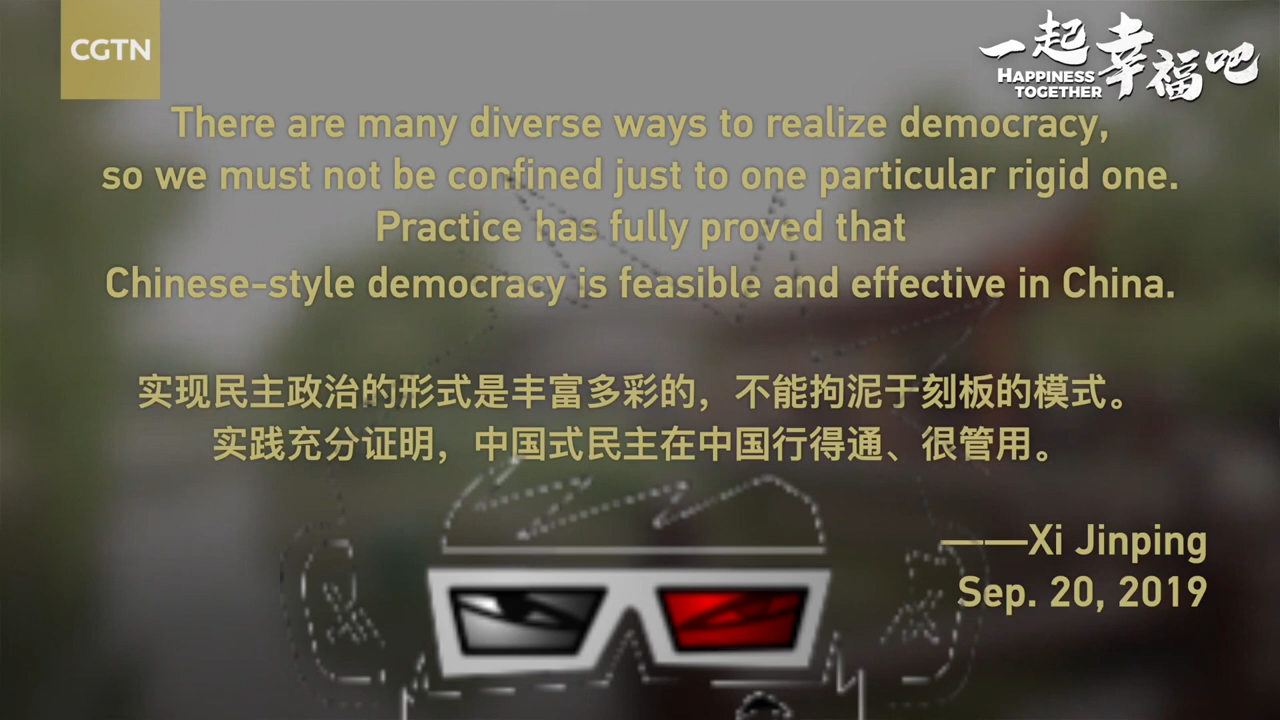 CGTN
一起幸福吧
HAPPINESS
TOGETHER
There are many diverse ways to realize democracy,
so we must not be confined just to one particular rigid one.
Practice has fully proved that
Chinese-style democracy is feasible and effective in China.
实现民主政治的形式是丰富多彩的，不能拘泥于刻板的模式。
实践充分证明，中国式民主在中国行得通、很管用。
——Xi Jinping
Sep. 20, 2019